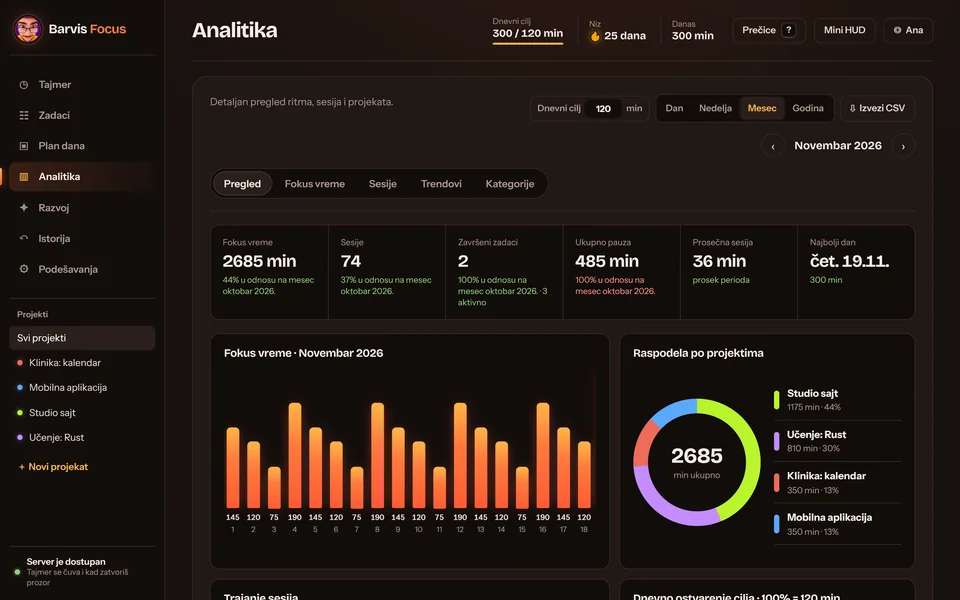 Barvis Focus
Tajmer
Zadaci
Plan dana
Analitika
Razvoj
Istorija
Podešavanja
Projekti
Svi projekti
Klinika: kalendar
Mobilna aplikacija
Studio sajt
Učenje: Rust
+ Novi projekat
Server je dostupan
Tajmer se čuva i kad zatvoriš
prozor
Analitika
Dnevni cilj
300 / 120 min
Niz
25 dana
Danas
300 min
Prečice ?
Mini HUD
Ana
Detaljan pregled ritma, sesija i projekata.
Dnevni cilj 120 min
Dan Nedelja Mesec Godina
Izvezi CSV
‹ Novembar 2026 ›
Pregled Fokus vreme Sesije Trendovi Kategorije
Fokus vreme
2685 min
44% u odnosu na mesec
oktobar 2026.
Sesije
74
37% u odnosu na mesec
oktobar 2026.
Završeni zadaci
2
100% u odnosu na
mesec oktobar 2026. · 3
aktivno
Ukupno pauza
485 min
100% u odnosu na
mesec oktobar 2026.
Prosečna sesija
36 min
prosek perioda
Najbolji dan
čet. 19.11.
300 min
Fokus vreme · Novembar 2026
145 120 75 190 145 120 75 190 145 120 75 190 145 120 75 190 145 120
1 2 3 4 5 6 7 8 9 10 11 12 13 14 15 16 17 18
Raspodela po projektima
2685
min ukupno
Studio sajt
1175 min · 44%
Učenje: Rust
810 min · 30%
Klinika: kalendar
350 min · 13%
Mobilna aplikacija
350 min · 13%
Trajanje sesija
Dnevno ostvarenje cilja · 100% = 120 min